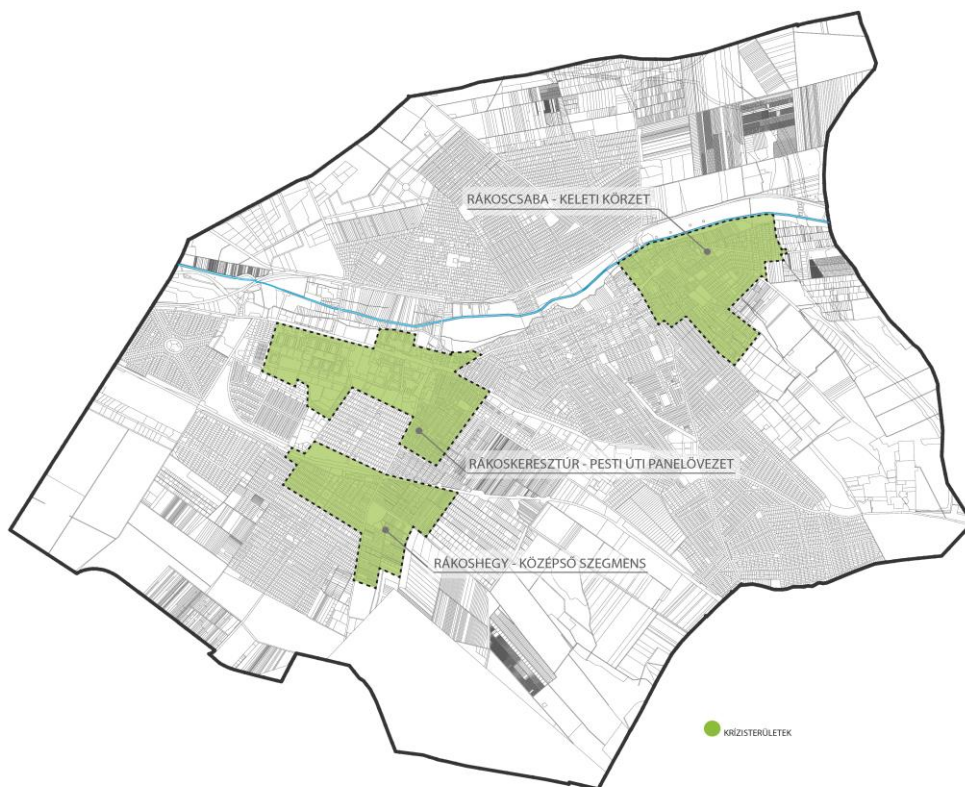 RÁKOSCSABA - KELETI KÖRZET
RÁKOSKERESZTÚR - PESTI ÚTI PANELÖVEZET
RÁKOSHEGY - KÖZÉPSŐ SZEGMENS
KRÍZISTERÜLETEK